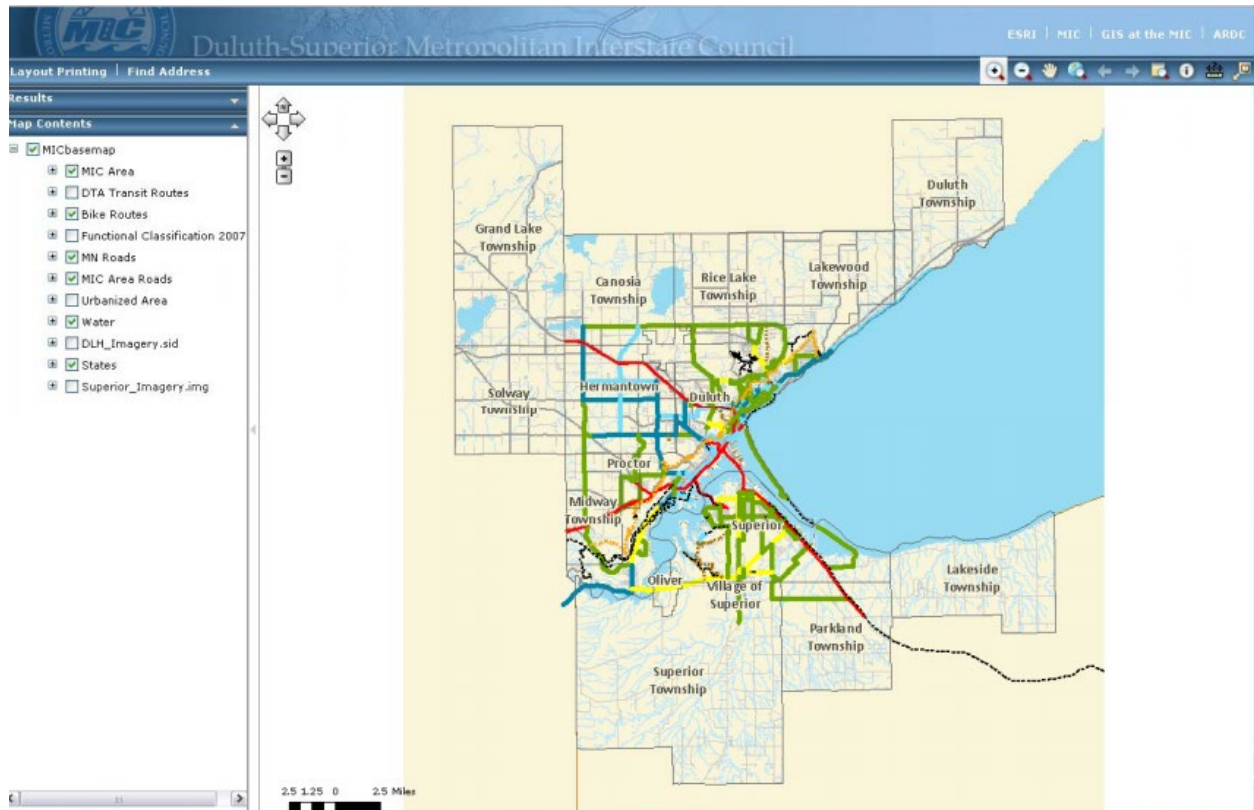 MIC
Duluth-Superior Metropolitan Interstate Council
ESRI | MIC | GIS at the MIC | ARDC
Layout Printing | Find Address
Results
Map Contents
MICbasemap
MIC Area
DTA Transit Routes
Bike Routes
Functional Classification 2007
MN Roads
MIC Area Roads
Urbanized Area
Water
DLH_Imagery.sid
States
Superior_Imagery.img
N
Duluth
Township
Grand Lake
Township
Canosia
Township
Rice Lake
Township
Lakewood
Township
Hermantown
Solway
Township
Duluth
Proctor
Midway
Township
Superior
Oliver
Village of
Superior
Lakeside
Township
Parkland
Township
Superior
Township
2.5 1.25 0 2.5 Miles